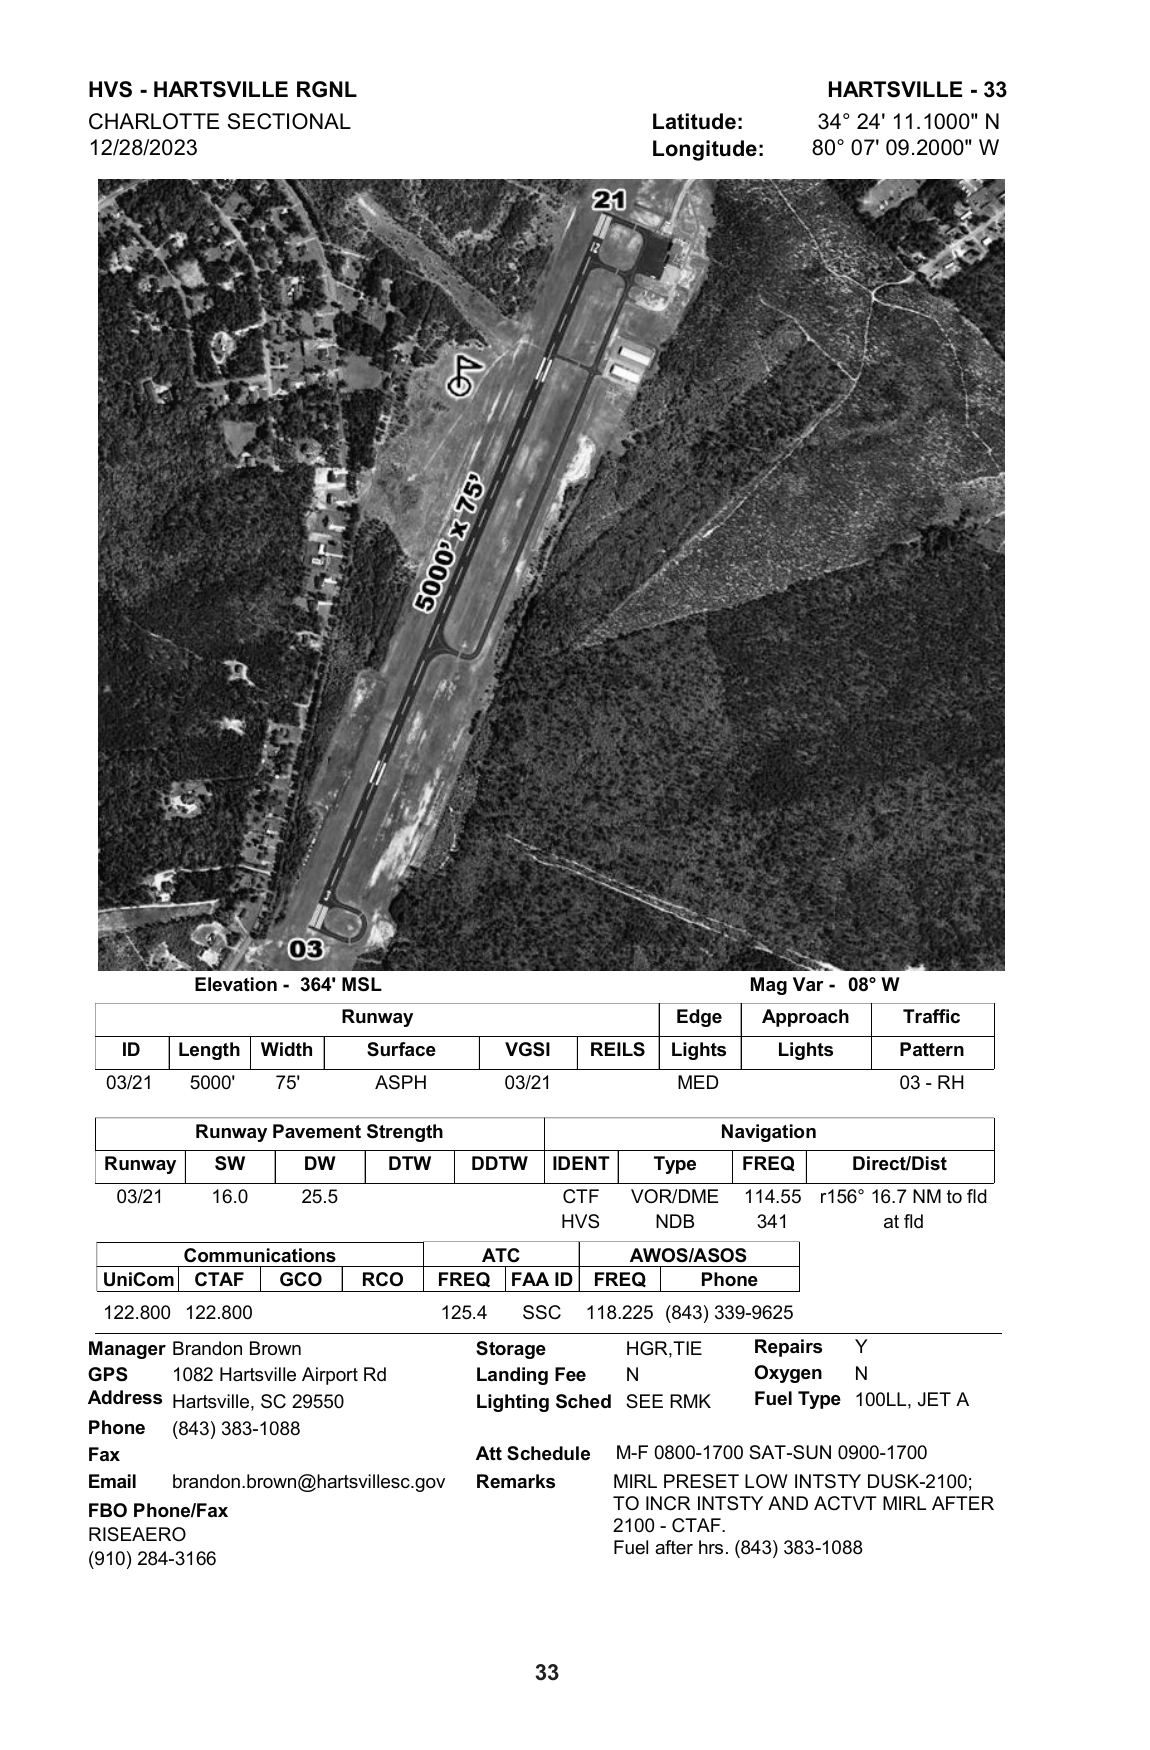 HVS - HARTSVILLE RGNL
HARTSVILLE - 33
CHARLOTTE SECTIONAL
Latitude: 34° 24' 11.1000" N
12/28/2023
Longitude: 80° 07' 09.2000" W
21
21
5000' x 75'
3
03
Elevation - 364' MSL
Mag Var - 08° W
Runway Edge Approach Traffic
ID Length Width Surface VGSI REILS Lights Lights Pattern
03/21 5000' 75' ASPH 03/21 MED 03 - RH
Runway Pavement Strength Navigation
Runway SW DW DTW DDTW IDENT Type FREQ Direct/Dist
03/21 16.0 25.5 CTF VOR/DME 114.55 r156° 16.7 NM to fld
HVS NDB 341 at fld
Communications ATC AWOS/ASOS
UniCom CTAF GCO RCO FREQ FAA ID FREQ Phone
122.800 122.800 125.4 SSC 118.225 (843) 339-9625
Manager Brandon Brown
GPS 1082 Hartsville Airport Rd
Address Hartsville, SC 29550
Phone (843) 383-1088
Fax
Email brandon.brown@hartsvillesc.gov
FBO Phone/Fax
RISEAERO
(910) 284-3166
Storage HGR,TIE
Landing Fee N
Lighting Sched SEE RMK
Repairs Y
Oxygen N
Fuel Type 100LL, JET A
Att Schedule M-F 0800-1700 SAT-SUN 0900-1700
Remarks MIRL PRESET LOW INTSTY DUSK-2100;
TO INCR INTSTY AND ACTVT MIRL AFTER
2100 - CTAF.
Fuel after hrs. (843) 383-1088
33